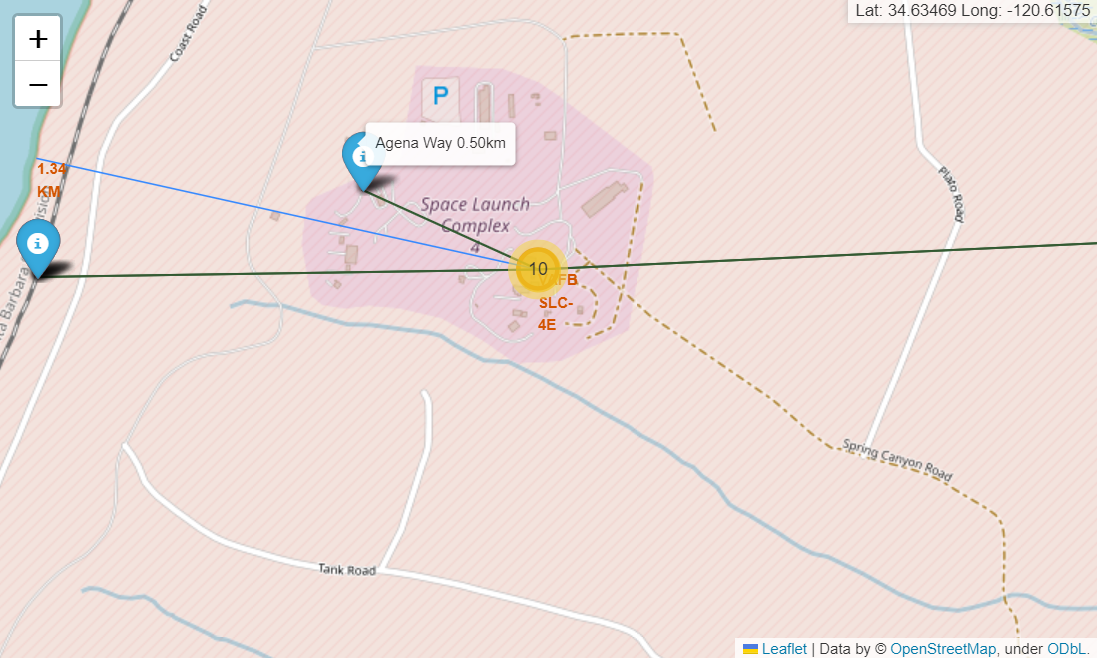 +
−
Lat: 34.63469 Long: -120.61575
Coast Road
P
i
Agena Way 0.50km
1.34
KM
Space Launch
Complex
4
10
SLC-
4E
i
Plato Road
Spring Canyon Road
Tank Road
Leaflet | Data by © OpenStreetMap, under ODbL.